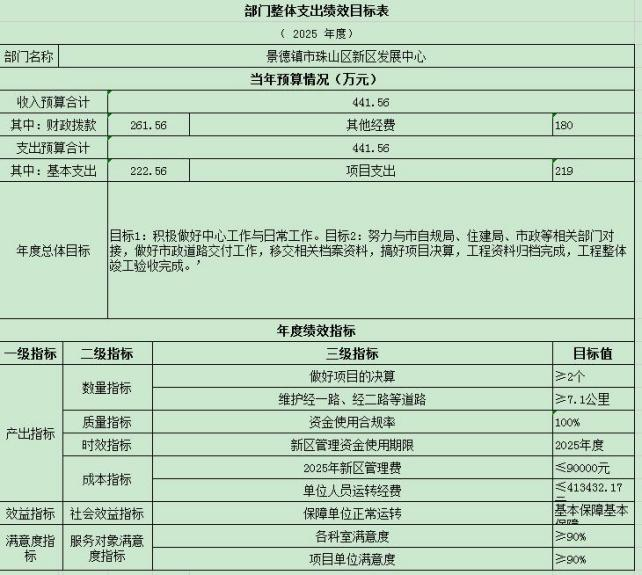 部门整体支出绩效目标表
（ 2025 年度）
部门名称 景德镇市珠山区新区发展中心
当年预算情况（万元）
收入预算合计 441.56
其中：财政拨款 261.56 其他经费 180
支出预算合计 441.56
其中：基本支出 222.56 项目支出 219
年度总体目标
目标1：积极做好中心工作与日常工作。目标2：努力与市自规局、住建局、市政等相关部门对
接，做好市政道路交付工作，移交相关档案资料，搞好项目决算，工程资料归档完成，工程整体
竣工验收完成。’
年度绩效指标
一级指标 二级指标 三级指标 目标值
产出指标 数量指标 做好项目的决算 ≥2个
维护经一路、经二路等道路 ≥7.1公里
质量指标 资金使用合规率 100%
时效指标 新区管理资金使用期限 2025年度
成本指标 2025年新区管理费 ≤90000元
单位人员运转经费 ≤413432.17
元
效益指标 社会效益指标 保障单位正常运转 基本保障基本
保障
满意度指
标
服务对象满意
度指标
各科室满意度 ≥90%
项目单位满意度 ≥90%